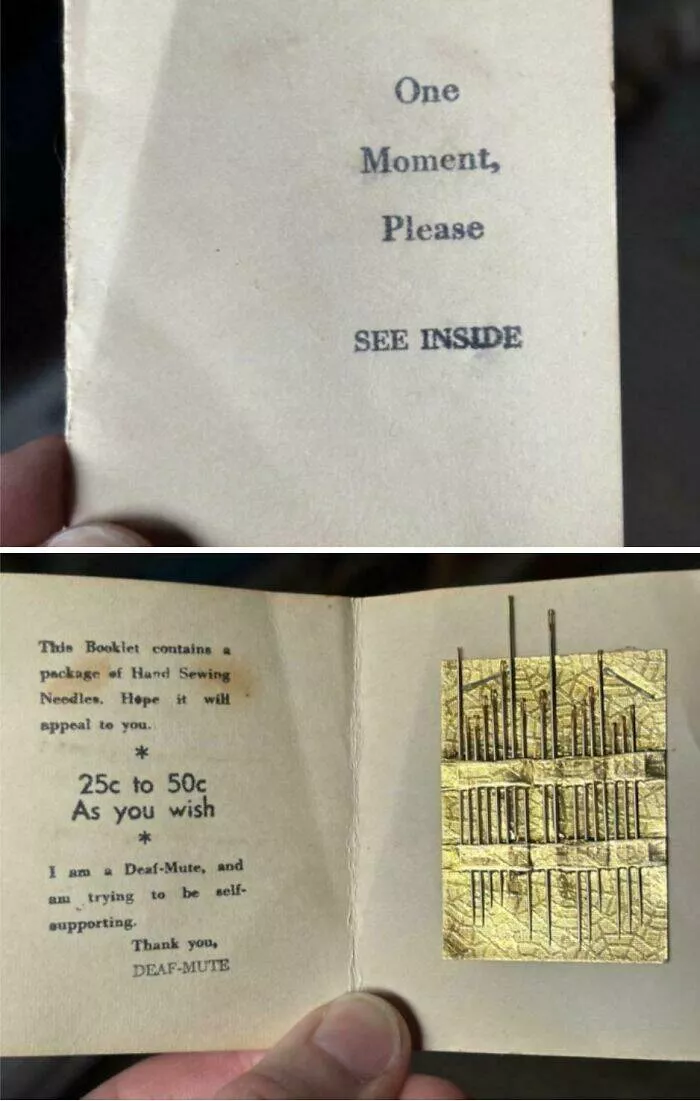 One
Moment,
Please
SEE INSIDE
This Booklet contains a
package of Hand Sewing
Needles. Hope it will
appeal to you.
*
25c to 50c
As you wish
*
I am a Deaf-Mute, and
am trying to be self-
supporting.
Thank you,
DEAF-MUTE